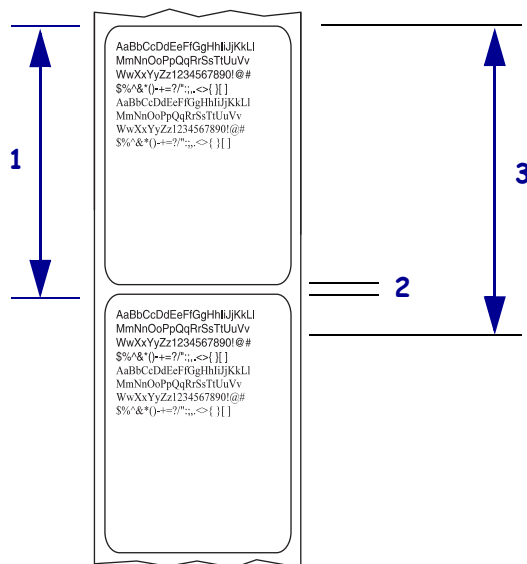 AaBbCcDdEeFfGgHhIiJjKkLl
MmNnOoPpQqRrSsTtUuVv
WwXxYyZz1234567890!@#
$%^&*()-+=?/":;,.<>{ }[ ]
AaBbCcDdEeFfGgHhIiJjKkLl
MmNnOoPpQqRrSsTtUuVv
WwXxYyZz1234567890!@#
$%^&*()-+=?/":;,.<>{ }[ ]
1
3
2
AaBbCcDdEeFfGgHhIiJjKkLl
MmNnOoPpQqRrSsTtUuVv
WwXxYyZz1234567890!@#
$%^&*()-+=?/":;,.<>{ }[ ]
AaBbCcDdEeFfGgHhIiJjKkLl
MmNnOoPpQqRrSsTtUuVv
WwXxYyZz1234567890!@#
$%^&*()-+=?/":;,.<>{ }[ ]